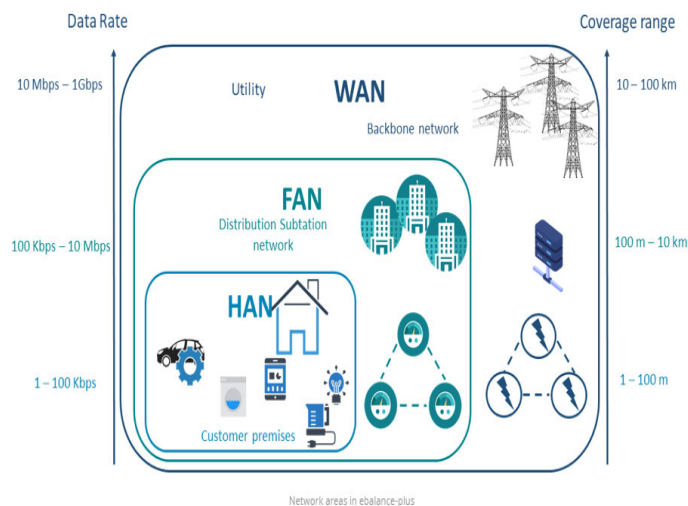 Data Rate
Coverage range
10 Mbps – 1Gbps
Utility
WAN
10 – 100 km
Backbone network
FAN
Distribution Subtation
network
100 Kbps – 10 Mbps
100 m – 10 km
HAN
1 – 100 Kbps
1 – 100 m
Customer premises
Network areas in ebalance-plus